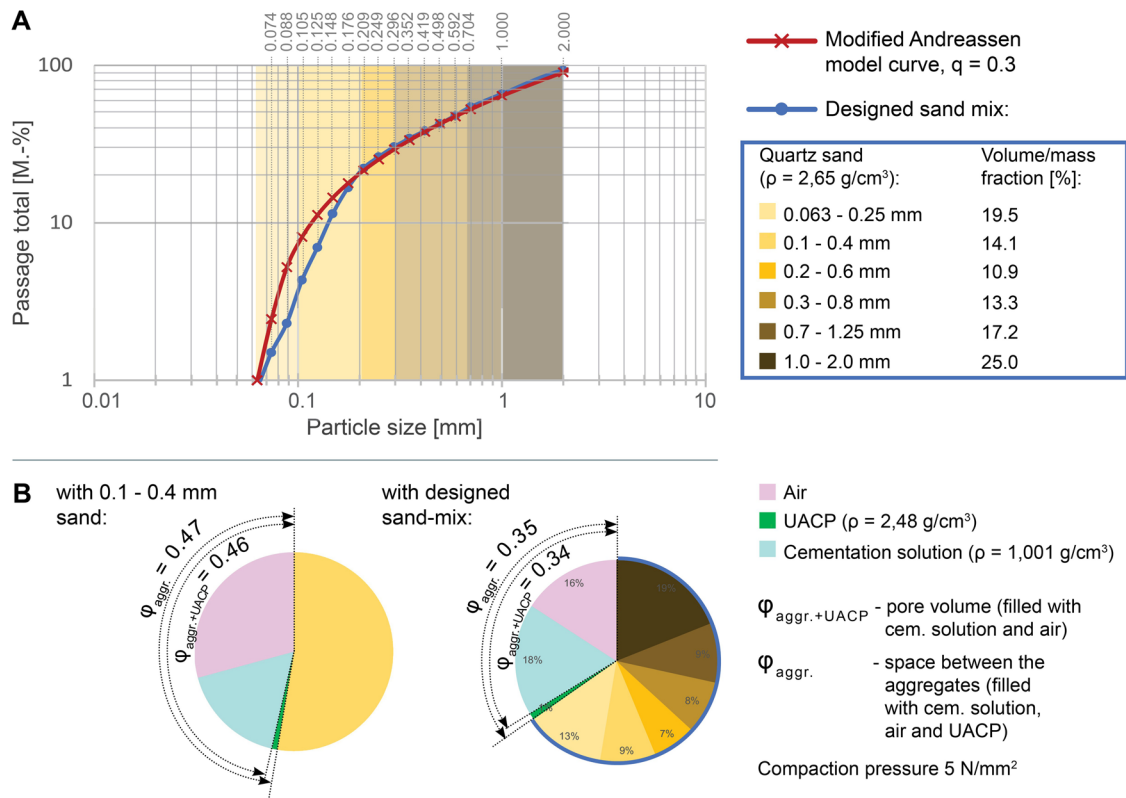 A
0.074
0.088
0.105
0.125
0.148
0.176
0.209
0.249
0.296
0.352
0.419
0.498
0.592
0.704
1.000
2.000
100
10
1
Passage total [M.-%]
0.01
0.1
1
10
Particle size [mm]
Modified Andreassen
model curve, q = 0.3
Designed sand mix:
Quartz sand
(ρ = 2,65 g/cm³):
Volume/mass
fraction [%]:
0.063 - 0.25 mm 19.5
0.1 - 0.4 mm 14.1
0.2 - 0.6 mm 10.9
0.3 - 0.8 mm 13.3
0.7 - 1.25 mm 17.2
1.0 - 2.0 mm 25.0
B
with 0.1 - 0.4 mm
sand:
φaggr. = 0.47
φaggr.+UACP = 0.46
with designed
sand-mix:
φaggr. = 0.35
φaggr.+UACP = 0.34
16%
19%
18%
9%
8%
7%
9%
13%
1%
Air
UACP (ρ = 2,48 g/cm³)
Cementation solution (ρ = 1,001 g/cm³)
φaggr.+UACP - pore volume (filled with
cem. solution and air)
φaggr. - space between the
aggregates (filled
with cem. solution,
air and UACP)
Compaction pressure 5 N/mm²